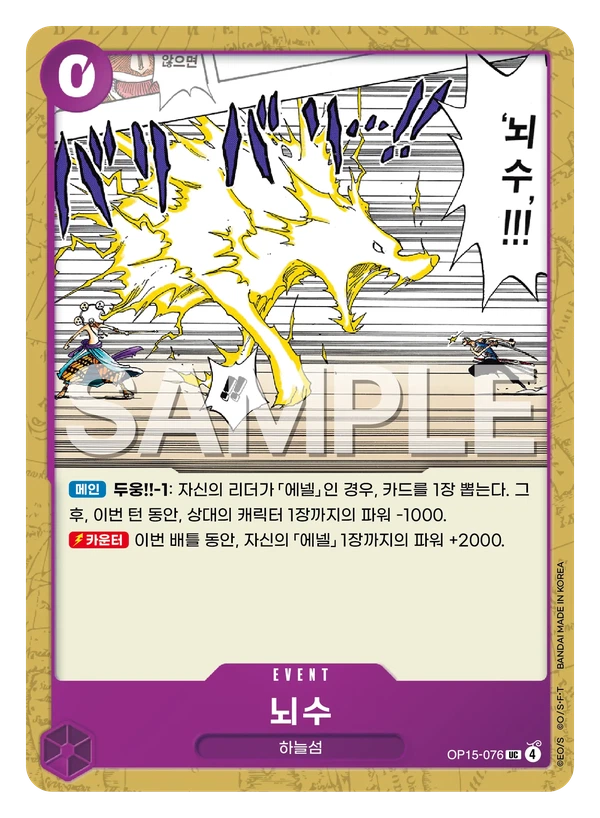 0
않으면
バリバリ…!!
'뇌수,'!!!
!!
SAMPLE
메인 두웅!!-1: 자신의 리더가 「에넬」인 경우, 카드를 1장 뽑는다. 그
후, 이번 턴 동안, 상대의 캐릭터 1장까지의 파워 -1000.
카운터 이번 배틀 동안, 자신의 「에넬」 1장까지의 파워 +2000.
EVENT
뇌수
하늘섬
OP15-076 UC 4
©EO/S ©O/S·F·T BANDAI MADE IN KOREA